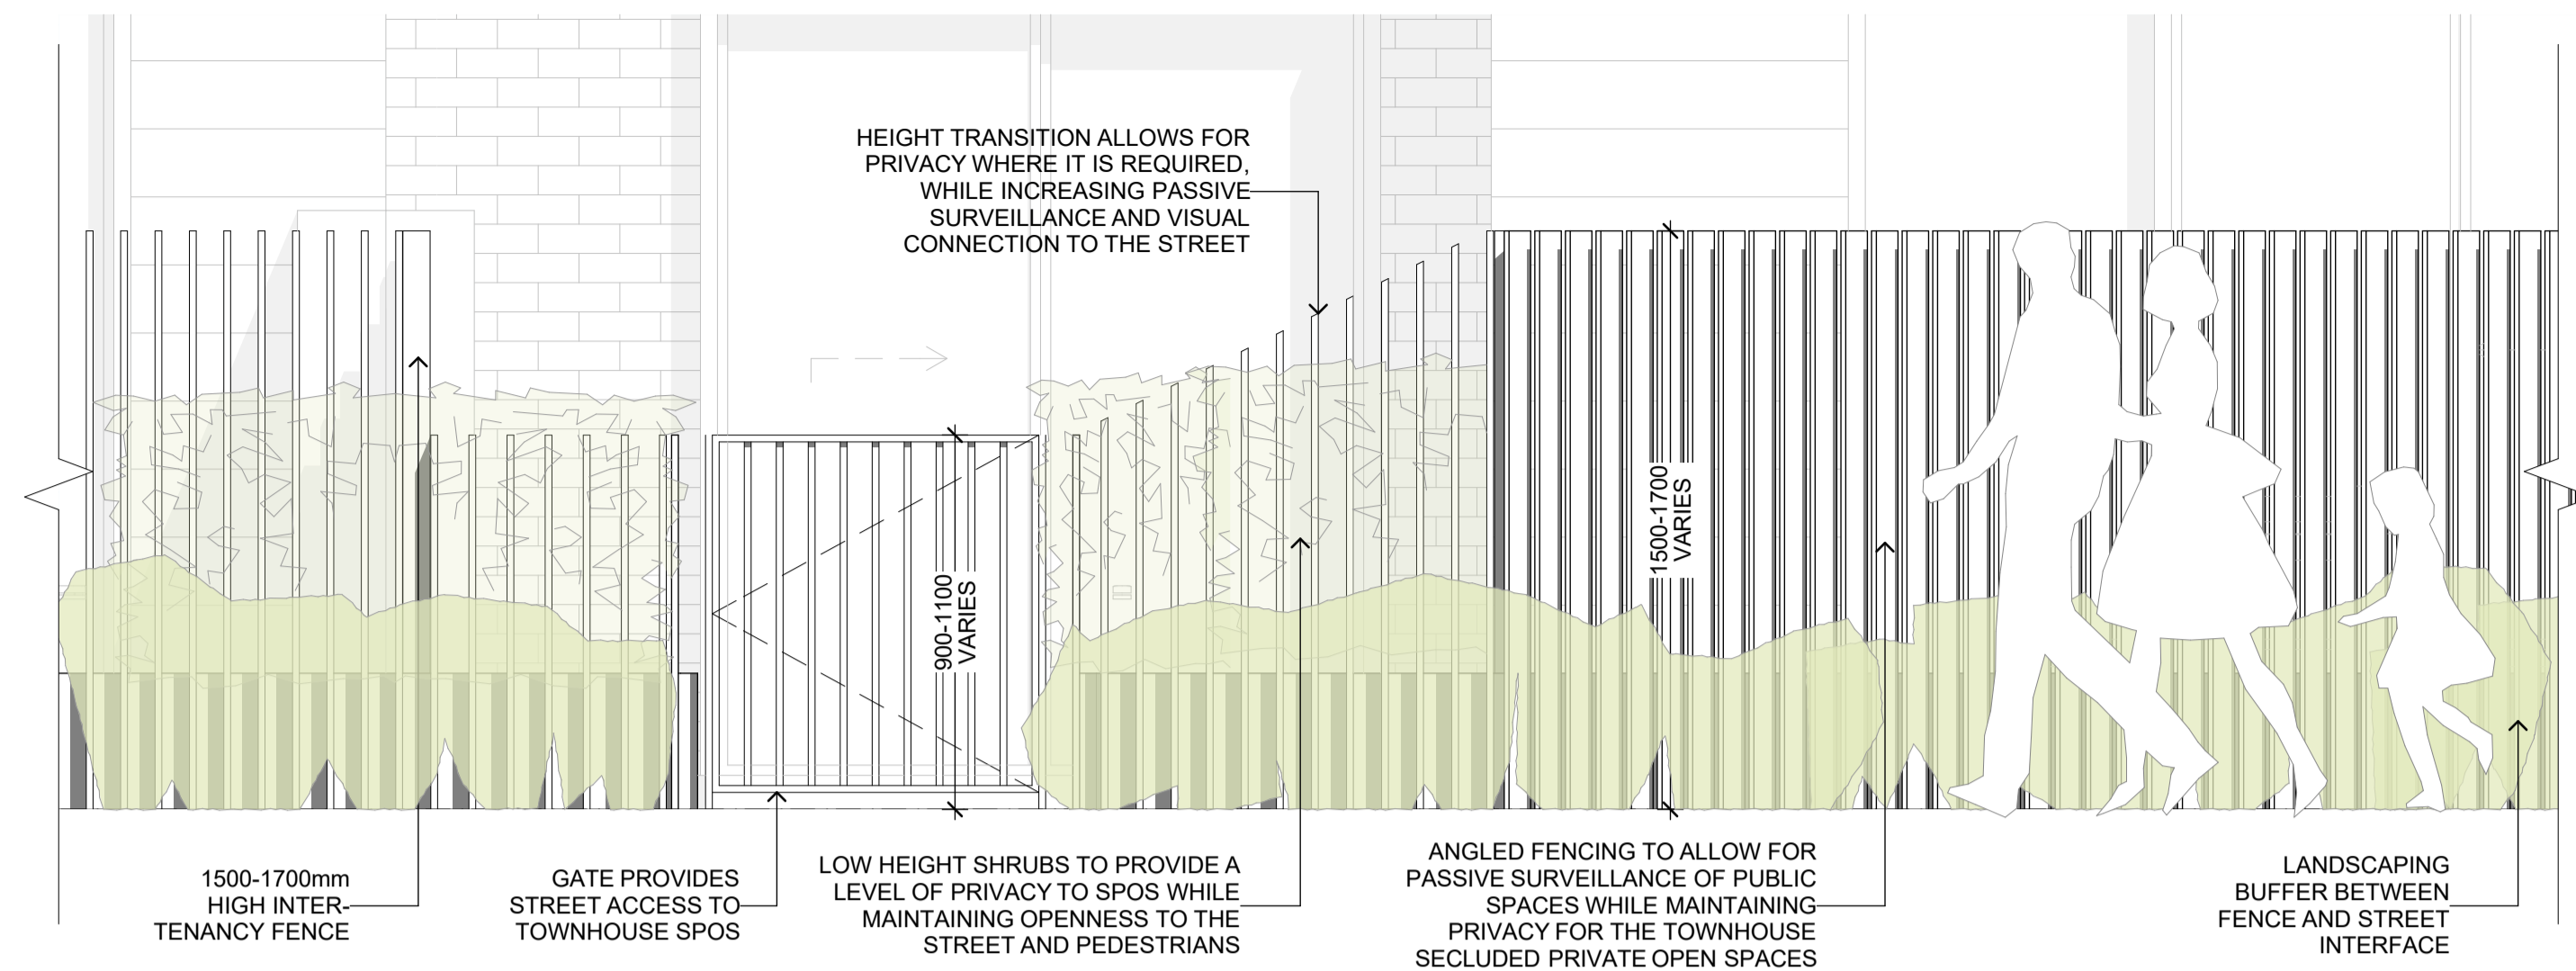 HEIGHT TRANSITION ALLOWS FOR
PRIVACY WHERE IT IS REQUIRED,
WHILE INCREASING PASSIVE
SURVEILLANCE AND VISUAL
CONNECTION TO THE STREET
900-1100
VARIES
1500-1700
VARIES
1500-1700mm
HIGH INTER-
TENANCY FENCE
GATE PROVIDES
STREET ACCESS TO
TOWNHOUSE SPOS
LOW HEIGHT SHRUBS TO PROVIDE A
LEVEL OF PRIVACY TO SPOS WHILE
MAINTAINING OPENNESS TO THE
STREET AND PEDESTRIANS
ANGLED FENCING TO ALLOW FOR
PASSIVE SURVEILLANCE OF PUBLIC
SPACES WHILE MAINTAINING
PRIVACY FOR THE TOWNHOUSE
SECLUDED PRIVATE OPEN SPACES
LANDSCAPING
BUFFER BETWEEN
FENCE AND STREET
INTERFACE